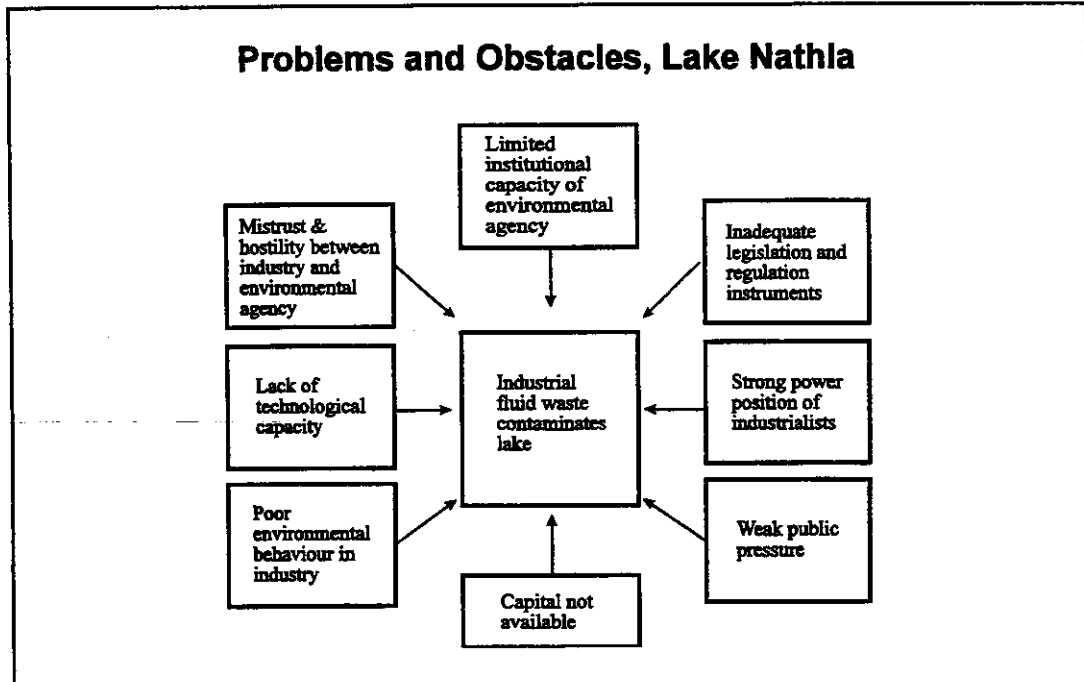 Problems and Obstacles, Lake Nathla
Limited
institutional
capacity of
environmental
agency
Mistrust &
hostility between
industry and
environmental
agency
Inadequate
legislation and
regulation
instruments
Lack of
technological
capacity
Industrial
fluid waste
contaminates
lake
Strong power
position of
industrialists
Poor
environmental
behaviour in
industry
Weak public
pressure
Capital not
available